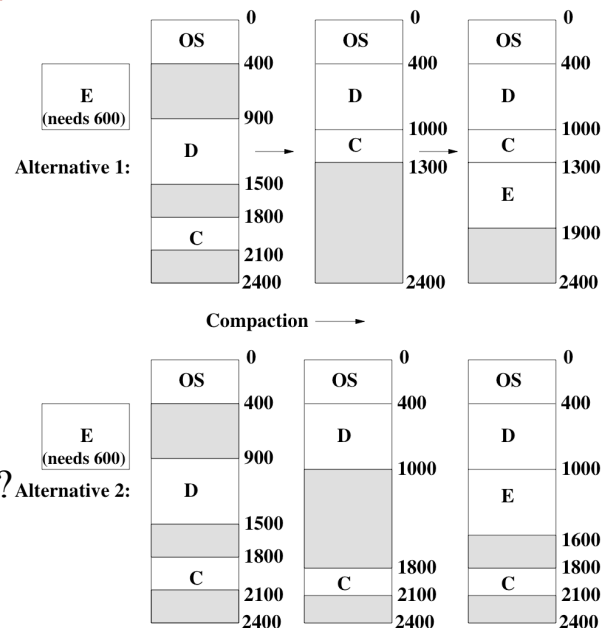 0 0 0
OS OS OS
400 400 400
E
(needs 600)
D D
900
1000 1000
D C C
Alternative 1:
1300 1300
1500
E
1800
1900
C
2100
2400 2400 2400
Compaction
0 0 0
OS OS OS
400 400 400
E D D
(needs 600)
900
1000 1000
? Alternative 2: D E
1500
1600
1800 1800 1800
C C C
2100 2100 2100
2400 2400 2400